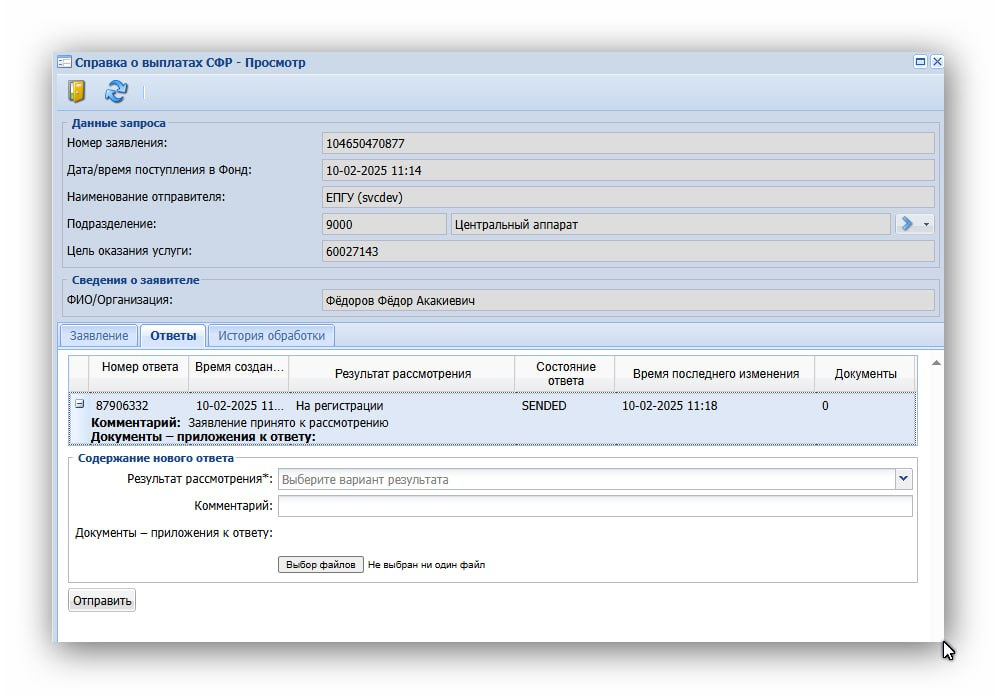 Справка о выплатах СФР - Просмотр
Данные запроса
Номер заявления: 104650470877
Дата/время поступления в Фонд: 10-02-2025 11:14
Наименование отправителя: ЕПГУ (svcdev)
Подразделение: 9000 Центральный аппарат
Цель оказания услуги: 60027143
Сведения о заявителе
ФИО/Организация: Фёдоров Фёдор Акакиевич
Заявление Ответы История обработки
Номер ответа Время создан... Результат рассмотрения Состояние ответа Время последнего изменения Документы
87906332 10-02-2025 11... На регистрации SENDED 10-02-2025 11:18 0
Комментарий: Заявление принято к рассмотрению
Документы – приложения к ответу:
Содержание нового ответа
Результат рассмотрения*: Выберите вариант результата
Комментарий:
Документы – приложения к ответу:
Выбор файлов Не выбран ни один файл
Отправить